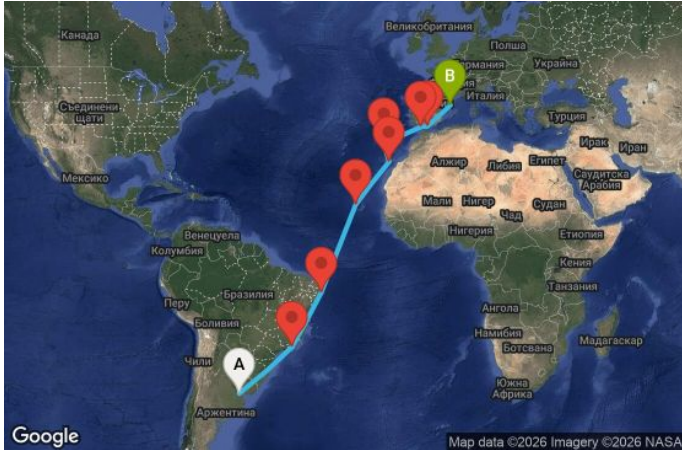 Великобритания
Канада
Полша
Германия
Украйна
Италия
Съединени
щати
Турция
Ирак
Иран
Алжир
Либия
Египет
Саудитска
Арабия
Мексико
Мали
Нигер
Судан
Чад
Венецуела
Нигерия
Етиопия
Колумбия
Кения
Бразилия
Танзания
Перу
Ангола
Боливия
Намибия
Мадагаскар
Ботсвана
Чили
Южна
Африка
Аржентина
A
B
Google
Map data ©2026 Imagery ©2026 NASA